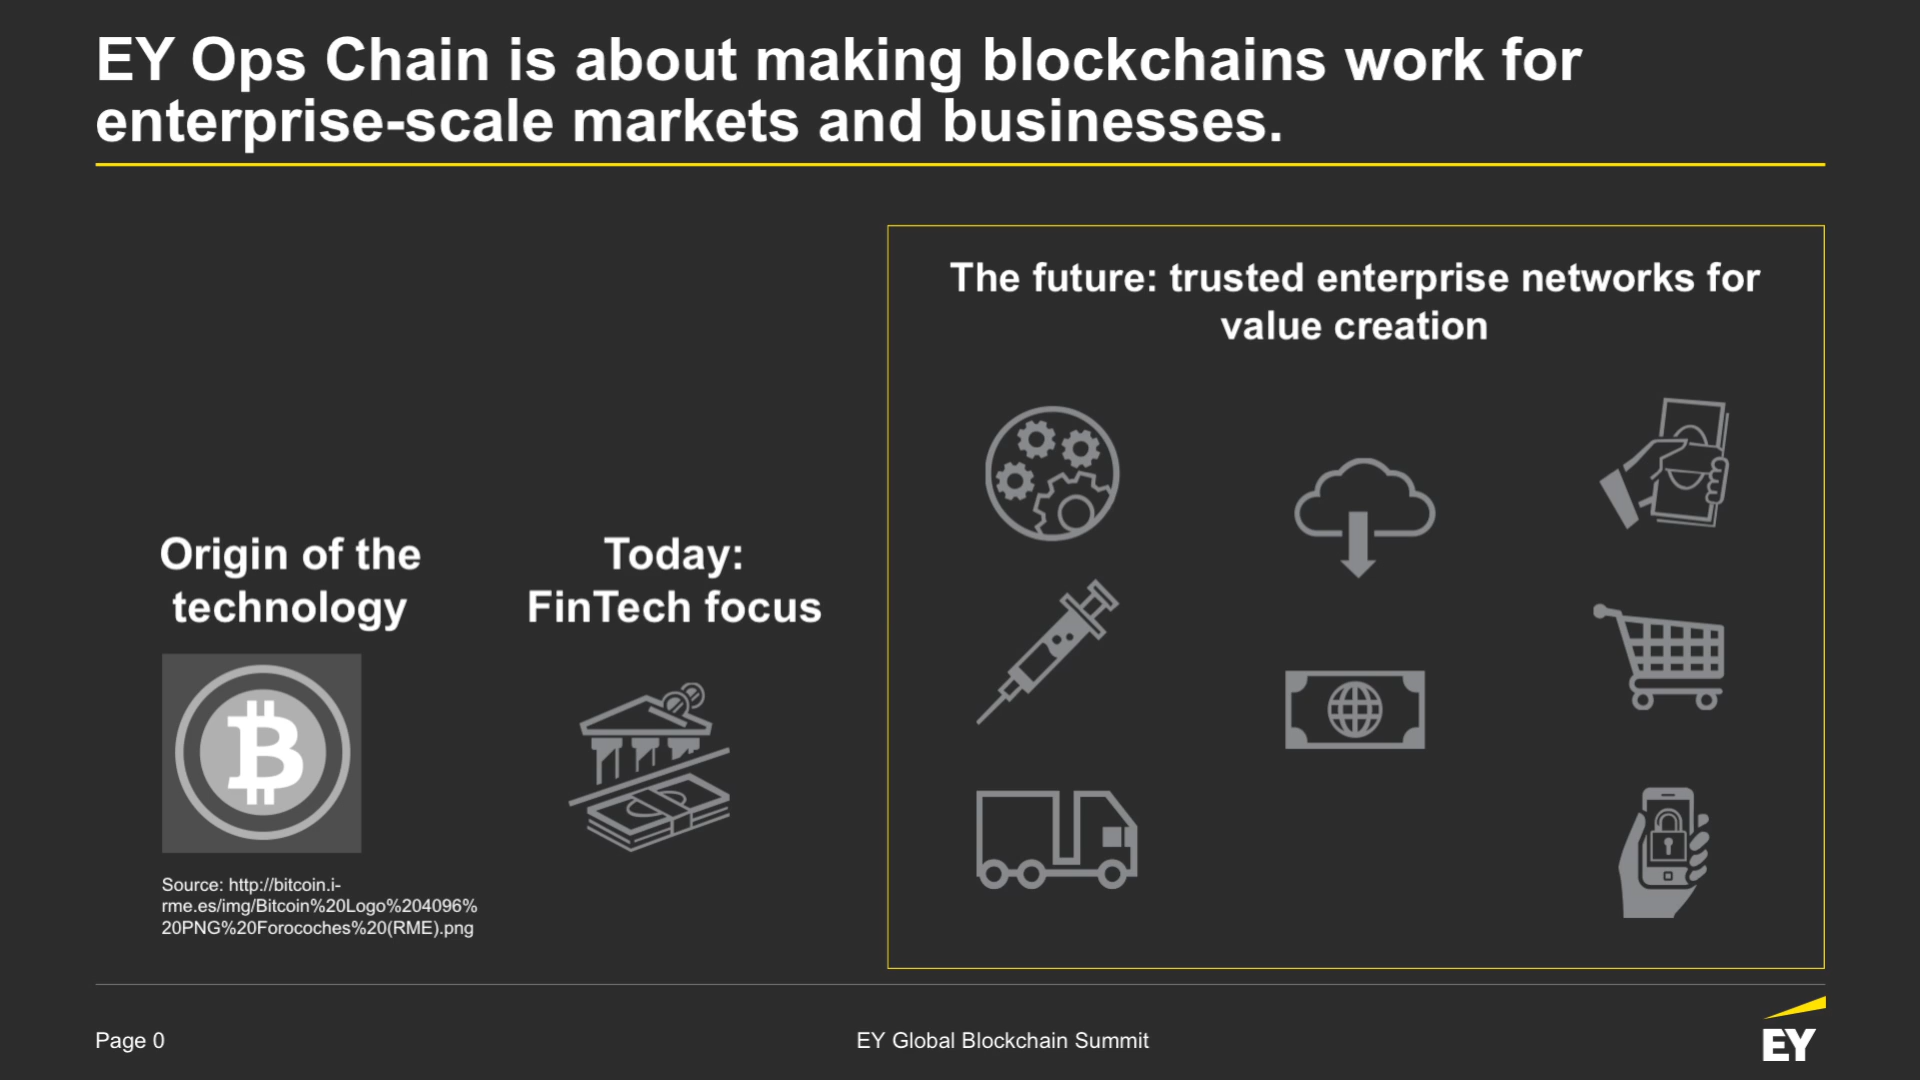 EY Ops Chain is about making blockchains work for
enterprise-scale markets and businesses.
The future: trusted enterprise networks for
value creation
Origin of the
technology
Today:
FinTech focus
Source: http://bitcoin.i-
rme.es/img/Bitcoin%20Logo%204096%
20PNG%20Forocoches%20(RME).png
Page 0
EY Global Blockchain Summit
EY